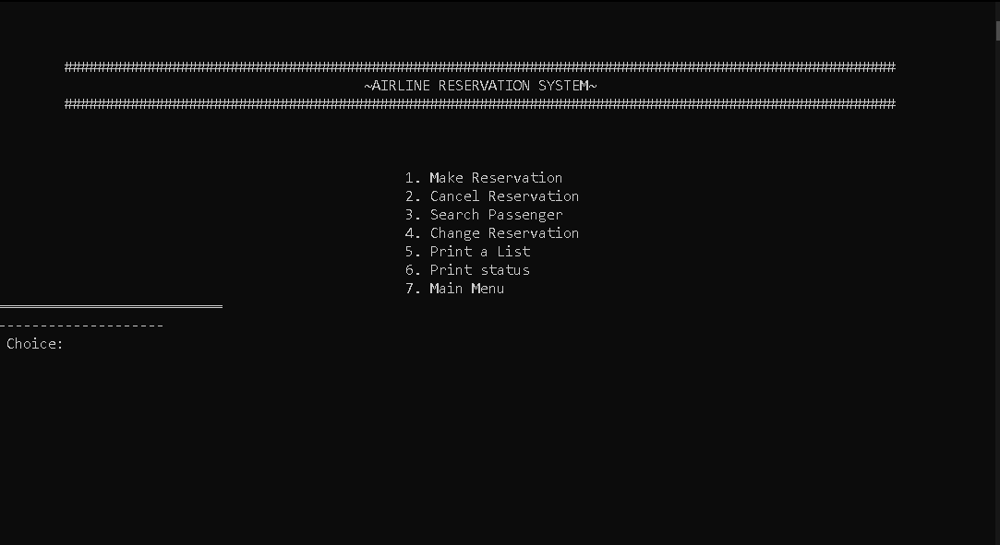 ####################################################################################################
~AIRLINE RESERVATION SYSTEM~
####################################################################################################
1. Make Reservation
2. Cancel Reservation
3. Search Passenger
4. Change Reservation
5. Print a List
6. Print status
7. Main Menu
===========================
--------------------
Choice: